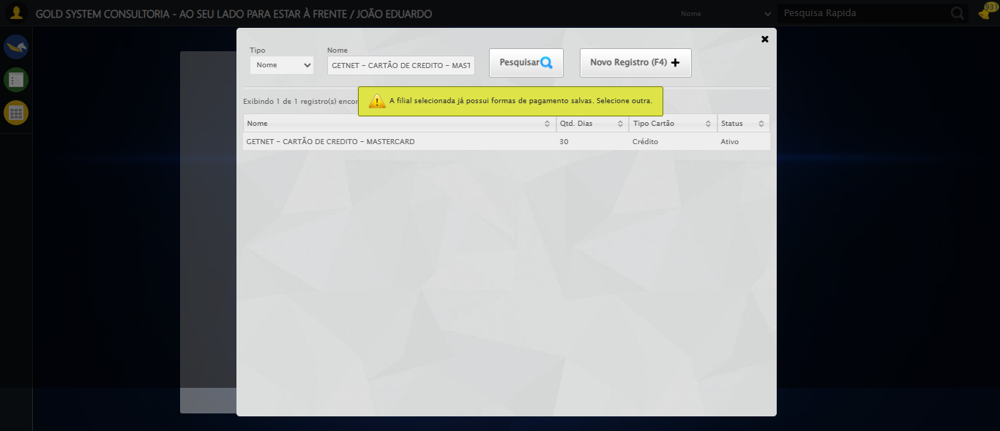 GOLD SYSTEM CONSULTORIA - AO SEU LADO PARA ESTAR À FRENTE / JOÃO EDUARDO
Nome
Pesquisa Rapida
931
Tipo
Nome
Nome
GETNET - CARTÃO DE CREDITO - MAST
Pesquisar
Novo Registro (F4)
Exibindo 1 de 1 registro(s) encon
A filial selecionada já possui formas de pagamento salvas. Selecione outra.
Nome Qtd. Dias Tipo Cartão Status
GETNET - CARTÃO DE CREDITO - MASTERCARD 30 Crédito Ativo